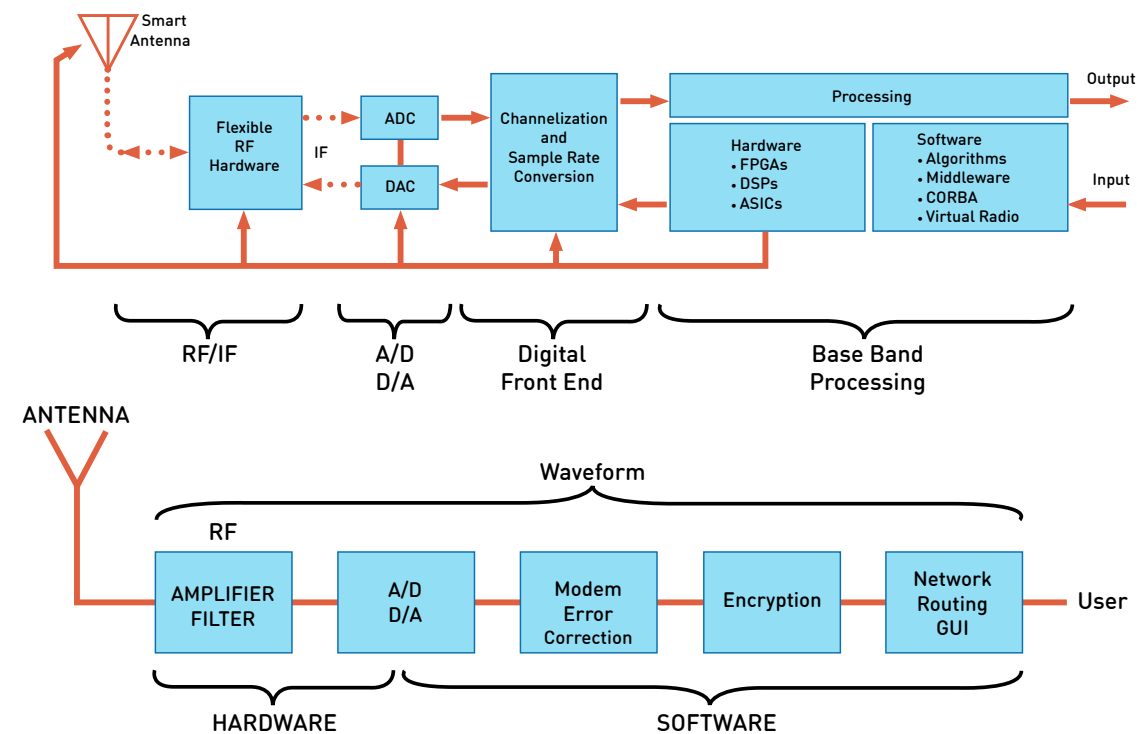 Smart
Antenna
Flexible
RF
Hardware
IF
ADC
DAC
Channelization
and
Sample Rate
Conversion
Processing
Hardware
• FPGAs
• DSPs
• ASICs
Software
• Algorithms
• Middleware
• CORBA
• Virtual Radio
Output
Input
RF/IF
A/D
D/A
Digital
Front End
Base Band
Processing
ANTENNA
Waveform
RF
AMPLIFIER
FILTER
A/D
D/A
Modem
Error
Correction
Encryption
Network
Routing
GUI
User
HARDWARE
SOFTWARE